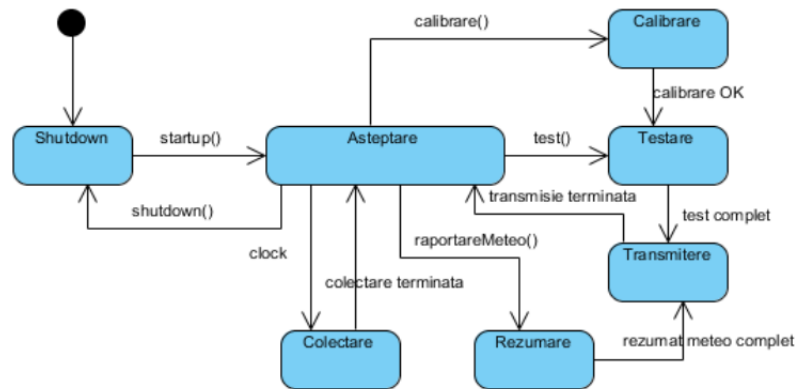 calibrare()
Calibrare
calibrare OK
Shutdown
startup()
Asteptare
test()
Testare
shutdown()
transmisie terminata
test complet
clock
raportareMeteo()
Transmitere
colectare terminata
Colectare
Rezumare
rezumat meteo complet